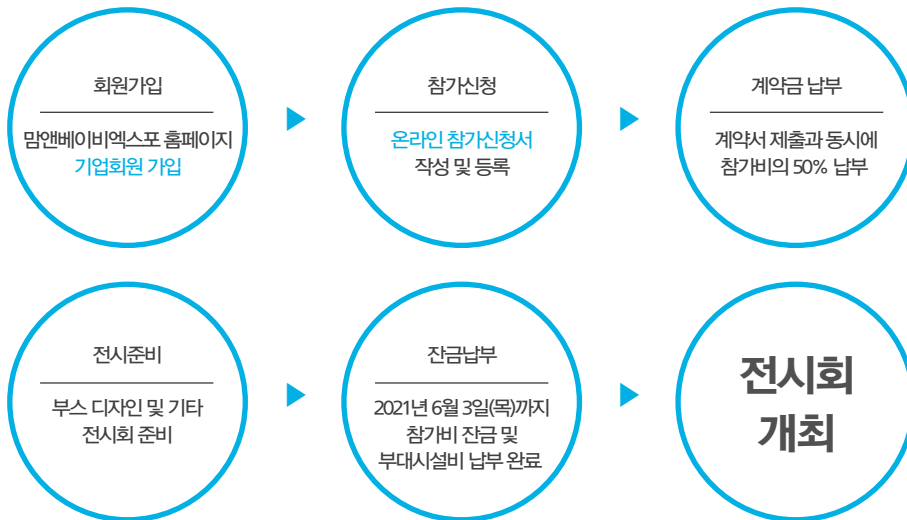 회원가입
맘앤베이비엑스포 홈페이지
기업회원 가입
참가신청
온라인 참가신청서
작성 및 등록
계약금 납부
계약서 제출과 동시에
참가비의 50% 납부
전시준비
부스 디자인 및 기타
전시회 준비
잔금납부
2021년 6월 3일(목)까지
참가비 잔금 및
부대시설비 납부 완료
전시회
개최